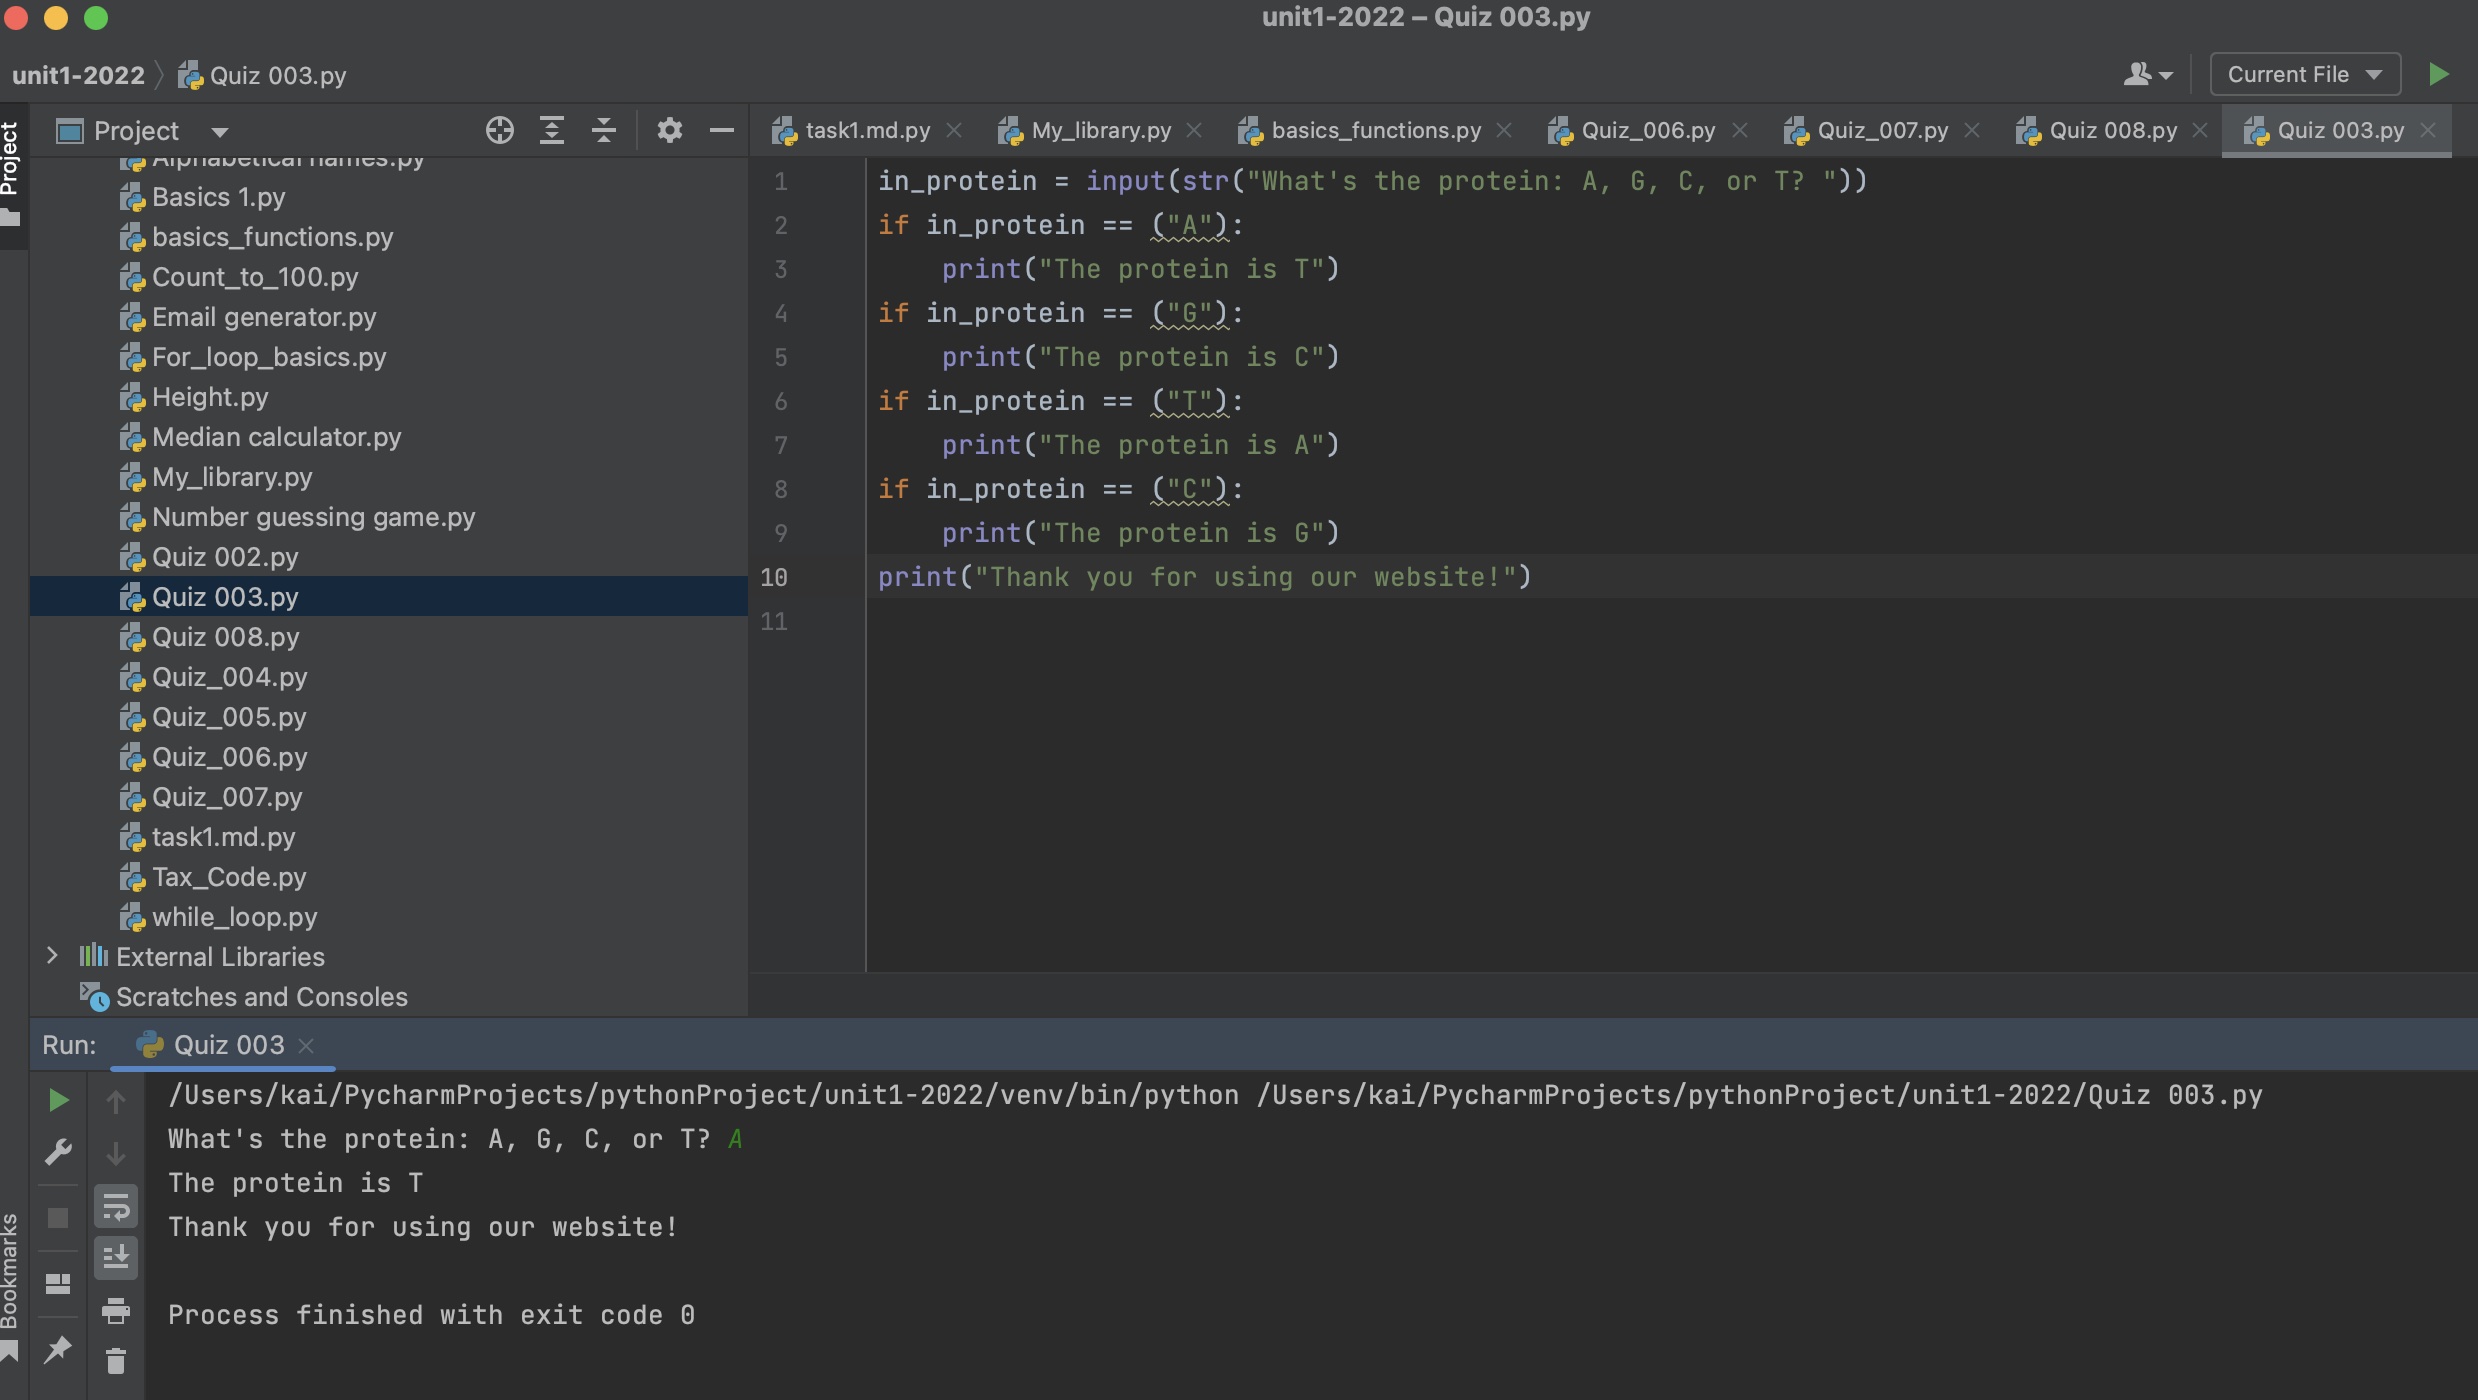 unit1-2022 – Quiz 003.py
unit1-2022 Quiz 003.py
Current File
Project
Project
task1.md.py My_library.py basics_functions.py Quiz_006.py Quiz_007.py Quiz 008.py Quiz 003.py
Alphabetical names.py
Basics 1.py
basics_functions.py
Count_to_100.py
Email generator.py
For_loop_basics.py
Height.py
Median calculator.py
My_library.py
Number guessing game.py
Quiz 002.py
Quiz 003.py
Quiz 008.py
Quiz_004.py
Quiz_005.py
Quiz_006.py
Quiz_007.py
task1.md.py
Tax_Code.py
while_loop.py
External Libraries
Scratches and Consoles
1 in_protein = input(str("What's the protein: A, G, C, or T? "))
2 if in_protein == ("A"):
3 print("The protein is T")
4 if in_protein == ("G"):
5 print("The protein is C")
6 if in_protein == ("T"):
7 print("The protein is A")
8 if in_protein == ("C"):
9 print("The protein is G")
10 print("Thank you for using our website!")
11
Run: Quiz 003
/Users/kai/PycharmProjects/pythonProject/unit1-2022/venv/bin/python /Users/kai/PycharmProjects/pythonProject/unit1-2022/Quiz 003.py
What's the protein: A, G, C, or T? A
The protein is T
Thank you for using our website!
Process finished with exit code 0
Bookmarks